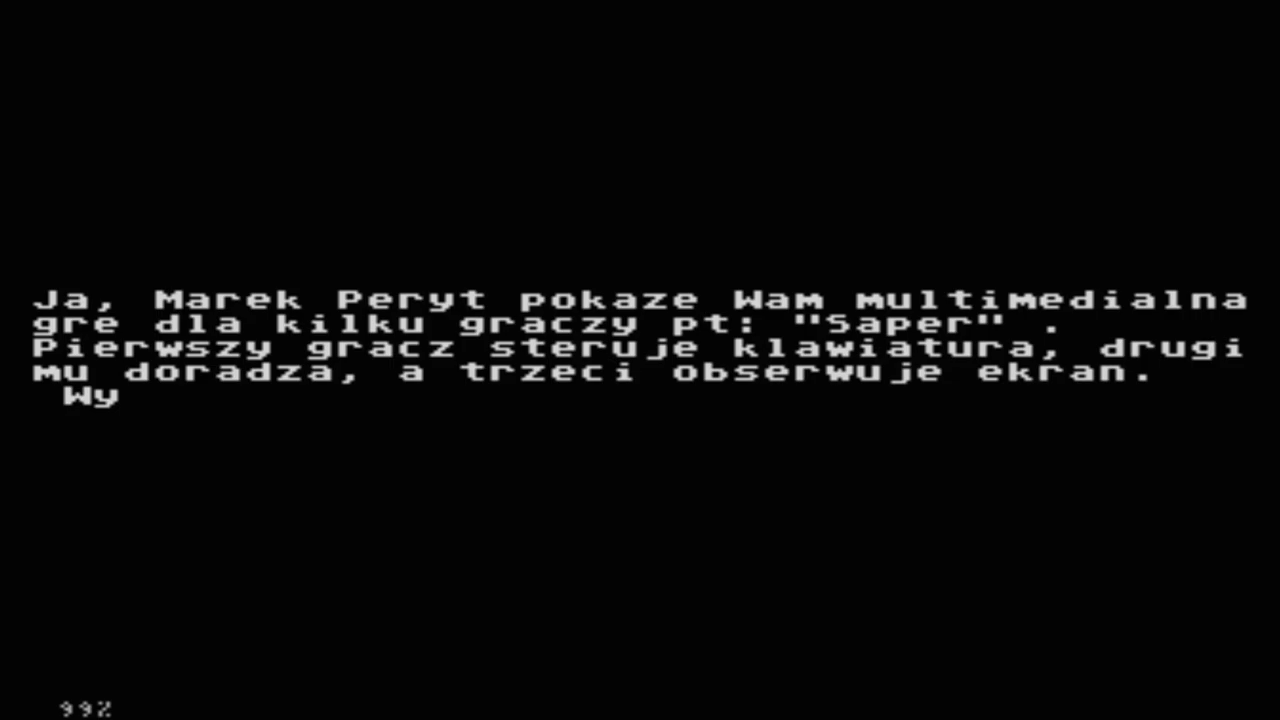 Ja, Marek Peryt pokaze Wam multimedialna
gre dla kilku graczy pt: "Saper" .
Pierwszy gracz steruje klawiatura, drugi
mu doradza, a trzeci obserwuje ekran.
Wy
99%